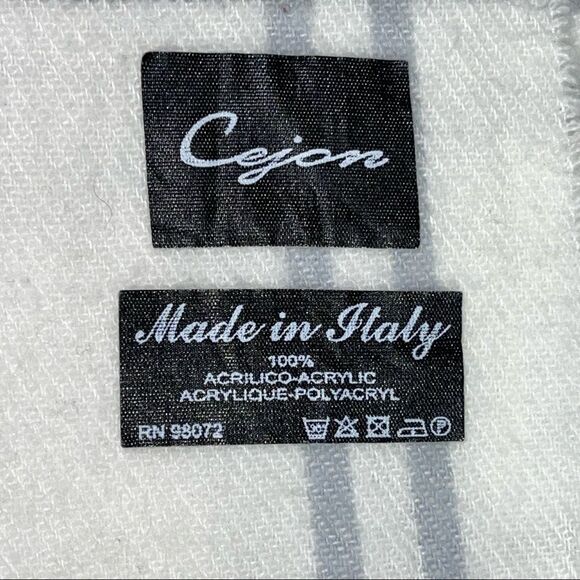 Cejon
Made in Italy
100%
ACRILICO-ACRYLIC
ACRYLIQUE-POLYACRYL
RN 98072